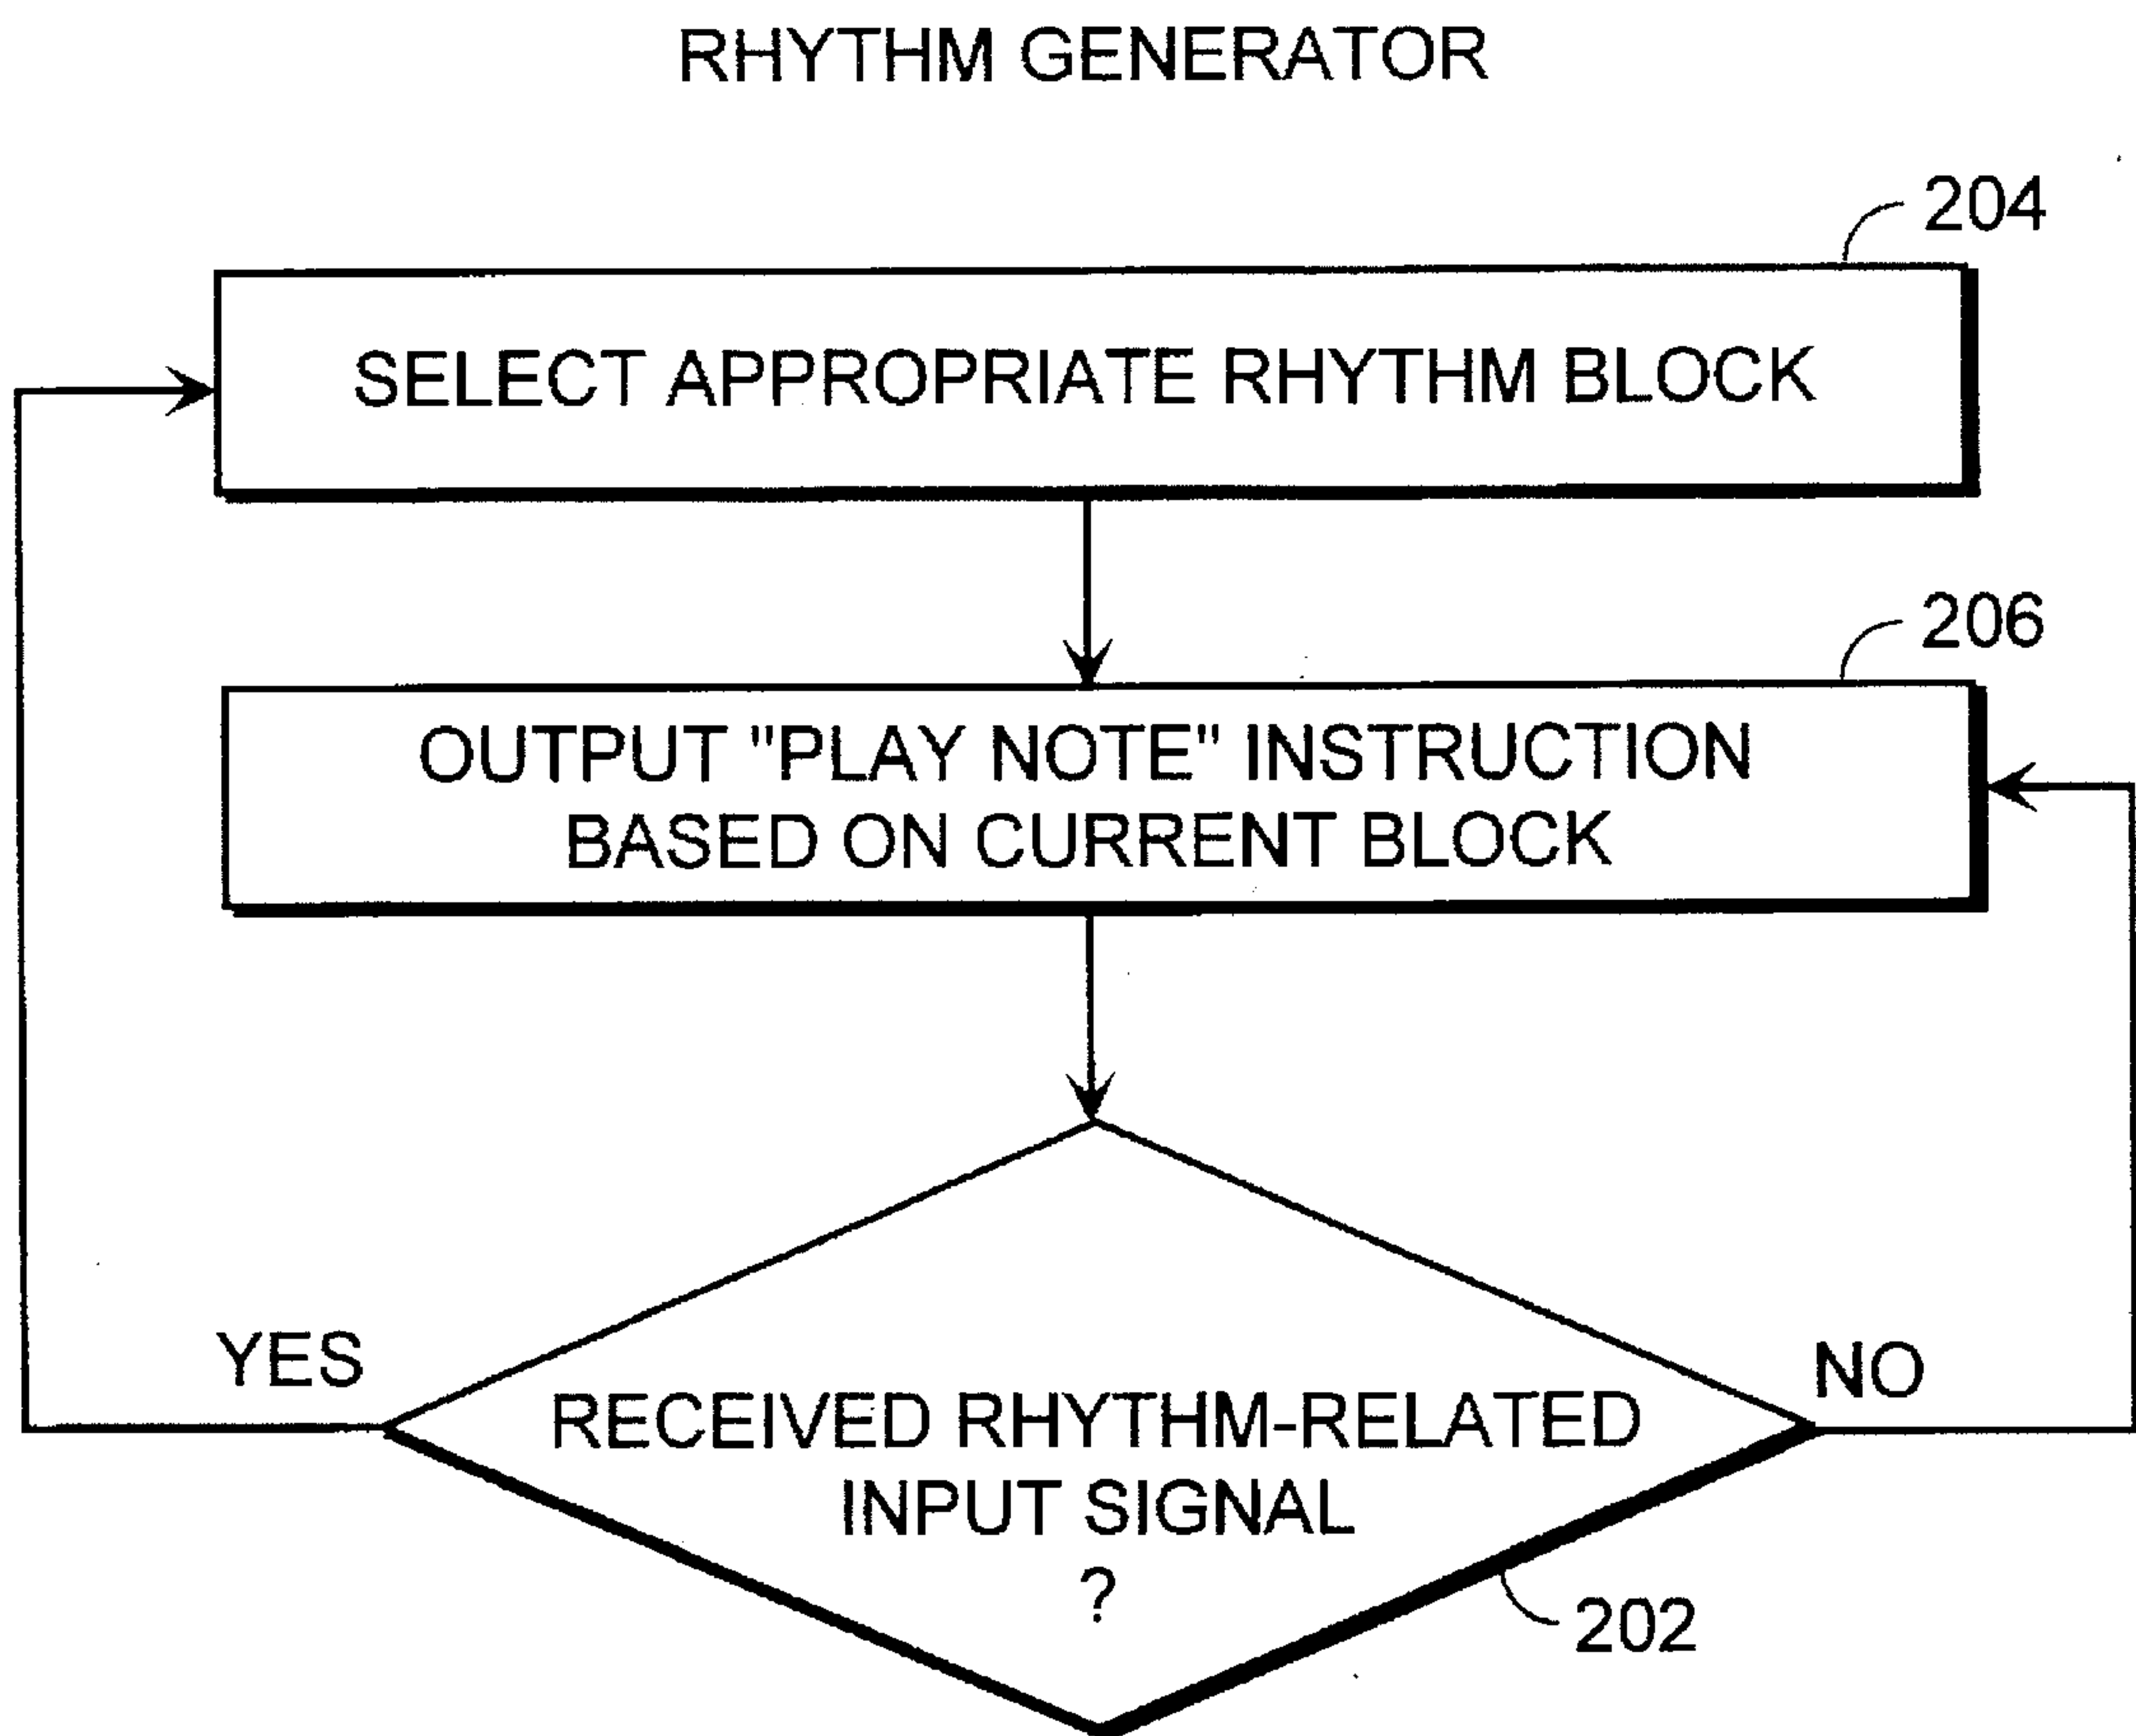 RHYTHM GENERATOR
204
SELECT APPROPRIATE RHYTHM BLOCK
206
OUTPUT "PLAY NOTE" INSTRUCTION
BASED ON CURRENT BLOCK
YES
NO
RECEIVED RHYTHM-RELATED
INPUT SIGNAL
?
202